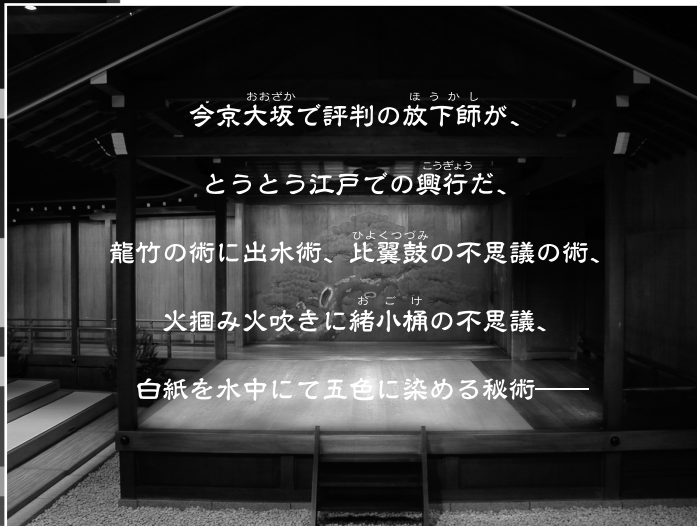 今京大坂で評判の放下師が、
とうとう江戸での興行だ、
龍竹の術に出水術、比翼鼓の不思議の術、
火掴み火吹きに緒小桶の不思議、
白紙を水中にて五色に染める秘術――